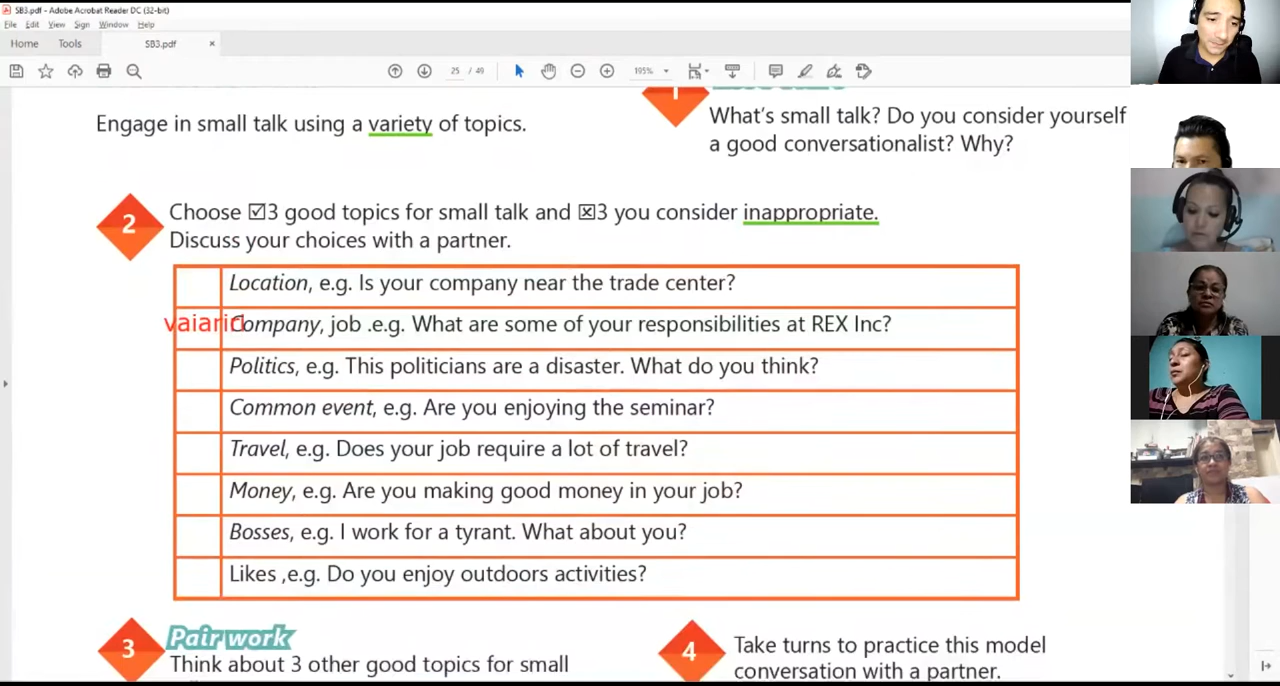 SB3.pdf - Adobe Acrobat Reader DC (32-bit)
File Edit View Sign Window Help
Home Tools SB3.pdf ×
25 / 49 195%
Engage in small talk using a variety of topics.
1
What's small talk? Do you consider yourself
a good conversationalist? Why?
2
Choose ☑3 good topics for small talk and ☒3 you consider inappropriate.
Discuss your choices with a partner.
Location, e.g. Is your company near the trade center?
Company, job .e.g. What are some of your responsibilities at REX Inc?
Politics, e.g. This politicians are a disaster. What do you think?
Common event, e.g. Are you enjoying the seminar?
Travel, e.g. Does your job require a lot of travel?
Money, e.g. Are you making good money in your job?
Bosses, e.g. I work for a tyrant. What about you?
Likes ,e.g. Do you enjoy outdoors activities?
3
Pair work
Think about 3 other good topics for small
4
Take turns to practice this model
conversation with a partner.